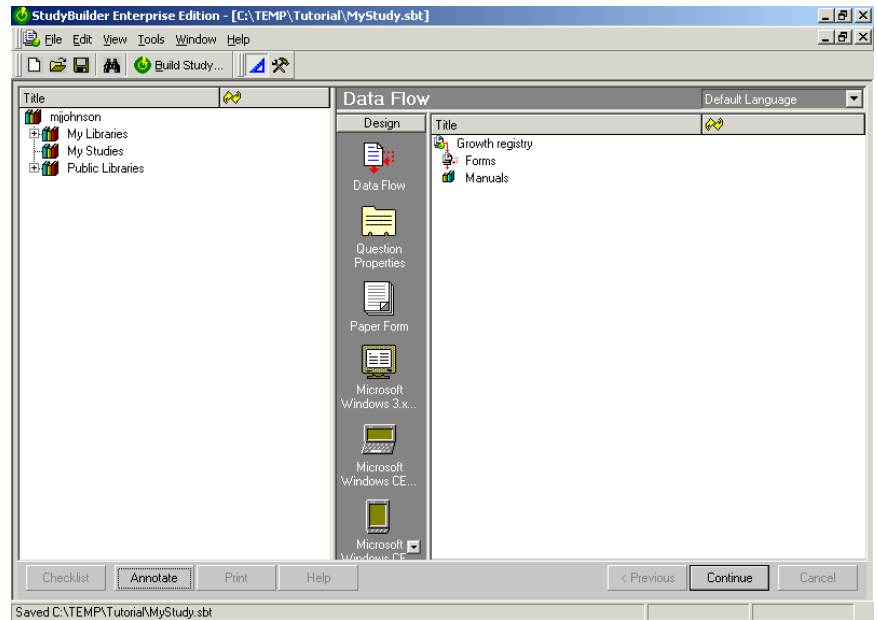 StudyBuilder Enterprise Edition - [C:\TEMP\Tutorial\MyStudy.sbt]
File Edit View Tools Window Help
Build Study...
Title
mjjohnson
My Libraries
My Studies
Public Libraries
Data Flow
Default Language
Design
Data Flow
Question
Properties
Paper Form
Microsoft
Windows 3.x...
Microsoft
Windows CE...
Microsoft
Windows CE
Title
Growth registry
Forms
Manuals
Checklist Annotate Print Help < Previous Continue Cancel
Saved C:\TEMP\Tutorial\MyStudy.sbt